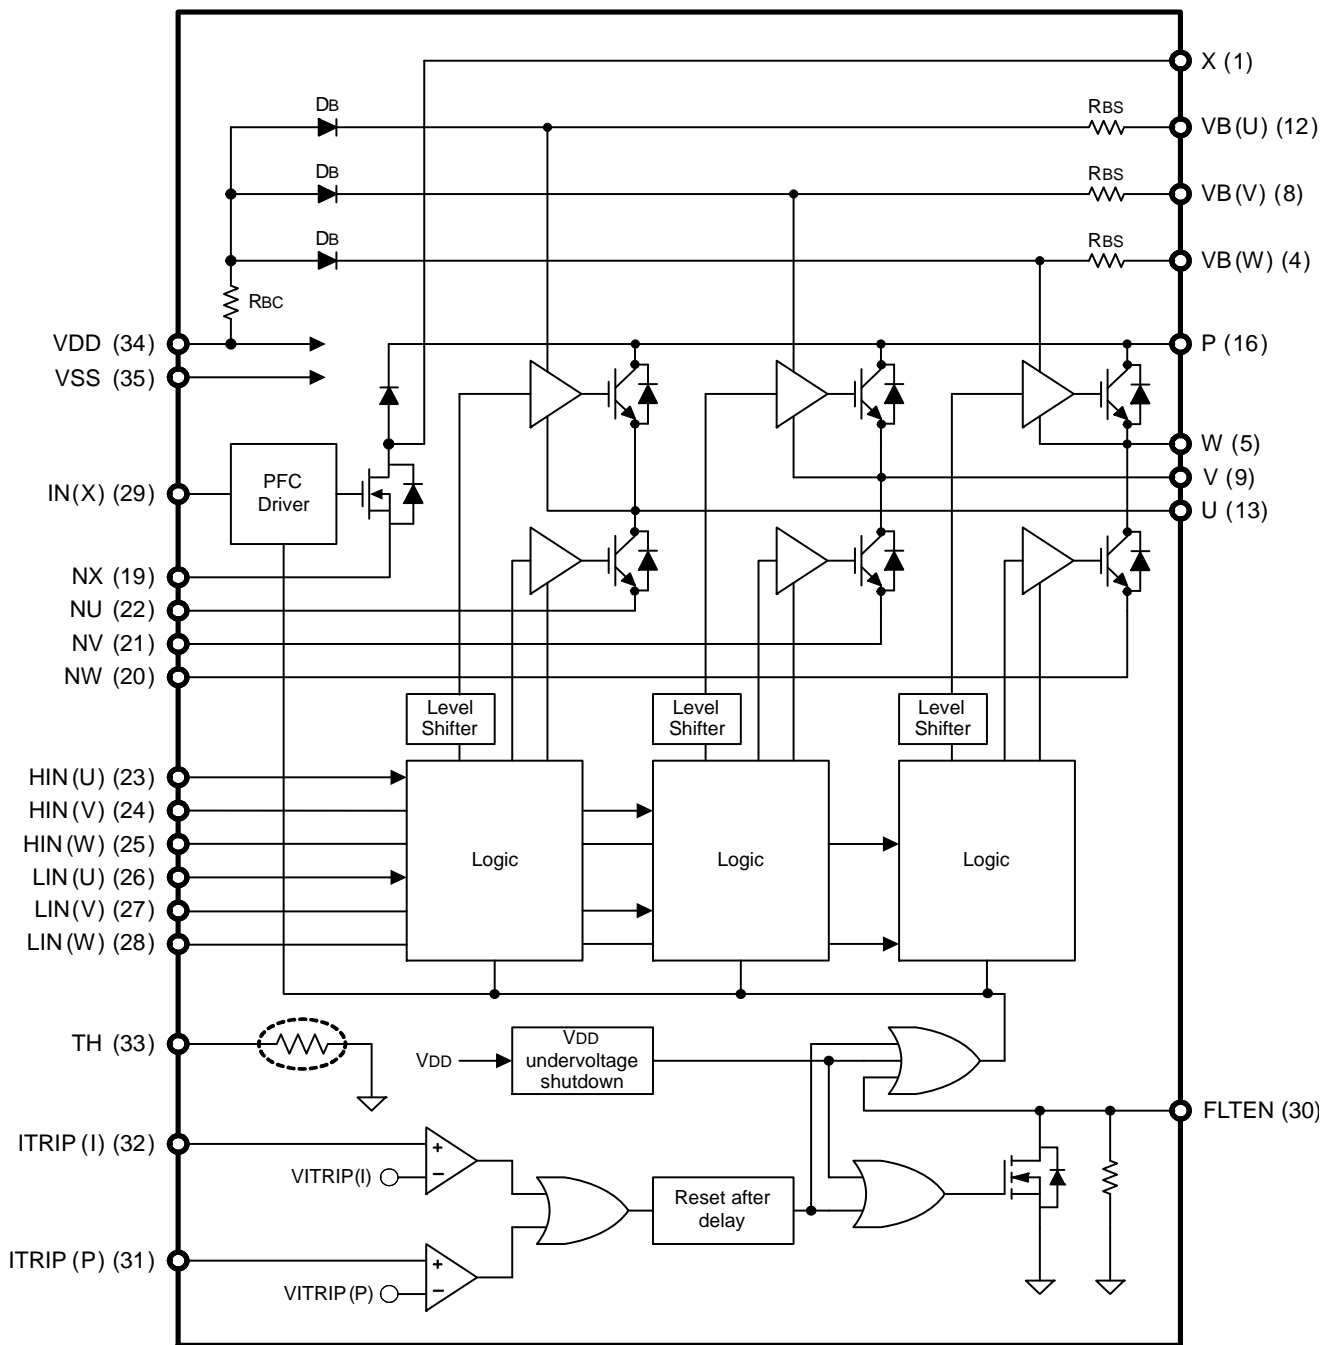 X (1)
DB
RBS
VB(U) (12)
DB
RBS
VB(V) (8)
DB
RBS
VB(W) (4)
RBC
VDD (34)
P (16)
VSS (35)
W (5)
PFC
Driver
V (9)
IN(X) (29)
U (13)
NX (19)
NU (22)
NV (21)
NW (20)
Level
Shifter
Level
Shifter
Level
Shifter
HIN(U) (23)
HIN(V) (24)
HIN(W) (25)
LIN(U) (26)
LIN(V) (27)
LIN(W) (28)
Logic
Logic
Logic
TH (33)
VDD
VDD
undervoltage
shutdown
FLTEN (30)
ITRIP(I) (32)
+
−
VITRIP(I)
Reset after
delay
ITRIP(P) (31)
+
−
VITRIP(P)